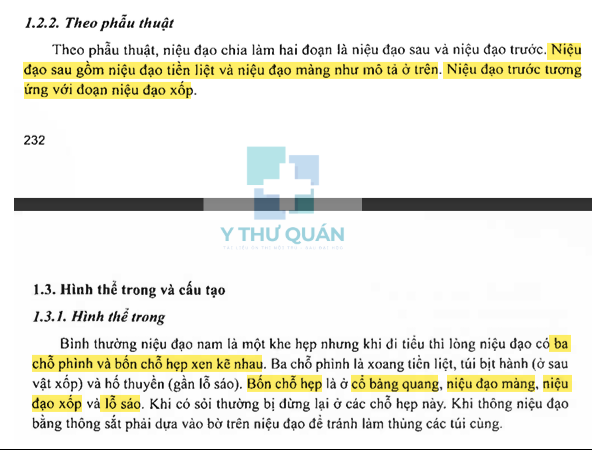 1.2.2. Theo phẫu thuật
Theo phẫu thuật, niệu đạo chia làm hai đoạn là niệu đạo sau và niệu đạo trước. Niệu
đạo sau gồm niệu đạo tiền liệt và niệu đạo màng như mô tả ở trên. Niệu đạo trước tương
ứng với đoạn niệu đạo xốp.
232
Y THƯ QUÁN
1.3. Hình thể trong và cấu tạo
1.3.1. Hình thể trong
Bình thường niệu đạo nam là một khe hẹp nhưng khi đi tiểu thì lòng niệu đạo có ba
chỗ phình và bốn chỗ hẹp xen kẽ nhau. Ba chỗ phình là xoang tiền liệt, túi bịt hành (ở sau
vật xốp) và hố thuyền (gần lỗ sáo). Bốn chỗ hẹp là ở cổ bàng quang, niệu đạo màng, niệu
đạo xốp và lỗ sáo. Khi có sỏi thường bị đừng lại ở các chỗ hẹp này. Khi thông niệu đạo
bằng thông sắt phải dựa vào bờ trên niệu đạo để tránh làm thủng các túi cùng.